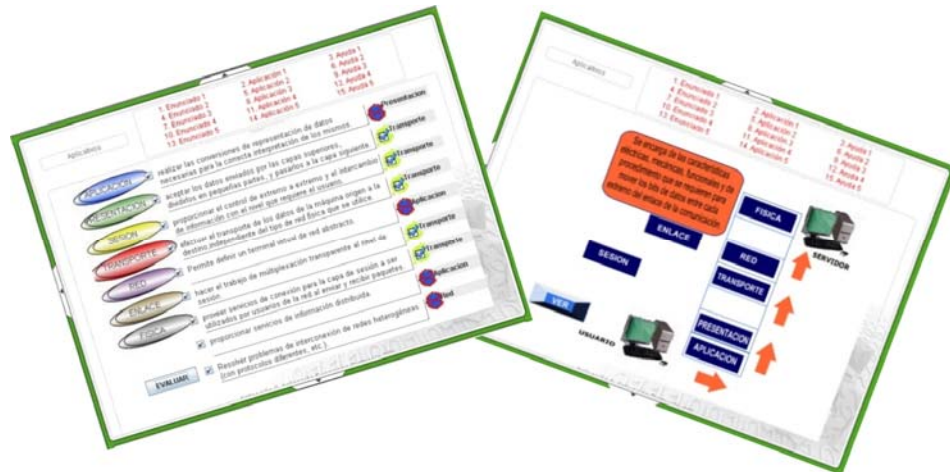 Aplicativos
1. Enunciado 1
2. Aplicación 1
3. Ayuda 1
4. Enunciado 2
5. Aplicación 2
6. Ayuda 2
7. Enunciado 3
8. Aplicación 3
9. Ayuda 3
10. Enunciado 4
11. Aplicación 4
12. Ayuda 4
13. Enunciado 5
14. Aplicación 5
15. Ayuda 5
APLICACION
PRESENTACION
SESION
TRANSPORTE
RED
ENLACE
FISICA
realizar las conversiones de representación de datos
necesarias para la correcta interpretación de los mismos.
Presentacion
aceptar los datos enviados por las capas superiores,
dividirlos en pequeñas partes, y pasarlos a la capa siguiente
Transporte
proporcionar el control de extremo a extremo y el intercambio
de información con el nivel que requiere el usuario.
Transporte
efectuar el transporte de los datos de la máquina origen a la
destino,independiente del tipo de red física que se utilice.
Transporte
Permite definir un terminal virtual de red abstracto.
Aplicacion
hacer el trabajo de multiplexación transparente al nivel de
sesión.
Transporte
proveer servicios de conexión para la capa de sesión a ser
utilizados por usuarios de la red al enviar y recibir paquetes.
Transporte
proporcionar servicios de información distribuida.
Aplicacion
Resolver problemas de interconexión de redes heterogéneas
(con protocolos diferentes, etc.)
EVALUAR
Aplicativos
1. Enunciado 1
2. Aplicación 1
3. Ayuda 1
4. Enunciado 2
5. Aplicación 2
6. Ayuda 2
7. Enunciado 3
8. Aplicación 3
9. Ayuda 3
10. Enunciado 4
11. Aplicación 4
12. Ayuda 4
13. Enunciado 5
14. Aplicación 5
15. Ayuda 5
Se encarga de las características
eléctricas, mecánicas, funcionales y de
procedimiento que se requieren para
mover los bits de datos entre cada
extremo del enlace de la comunicación.
FISICA
ENLACE
SERVIDOR
RED
SESION
TRANSPORTE
VER
PRESENTACION
USUARIO
APLICACION